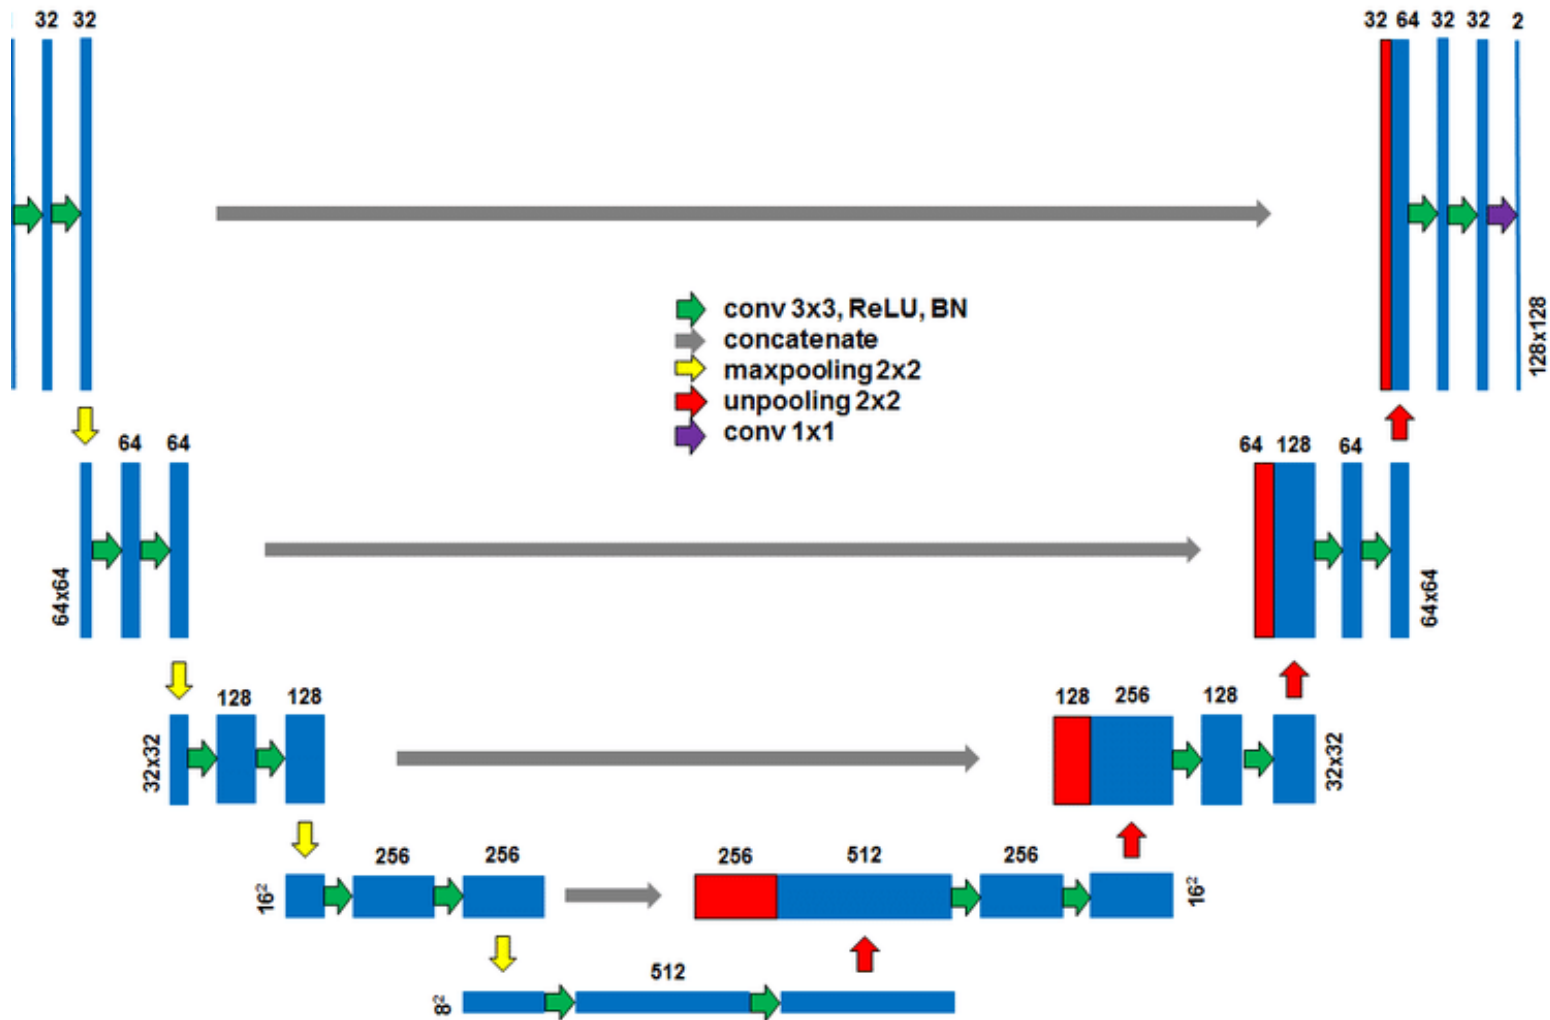 32 32
32 64 32 32 2
conv 3x3, ReLU, BN
concatenate
maxpooling 2x2
unpooling 2x2
conv 1x1
128x128
64 64
64 128 64
64x64
64x64
128 128
128 256 128
32x32
32x32
256 256
256 512 256
16²
16²
512
8²